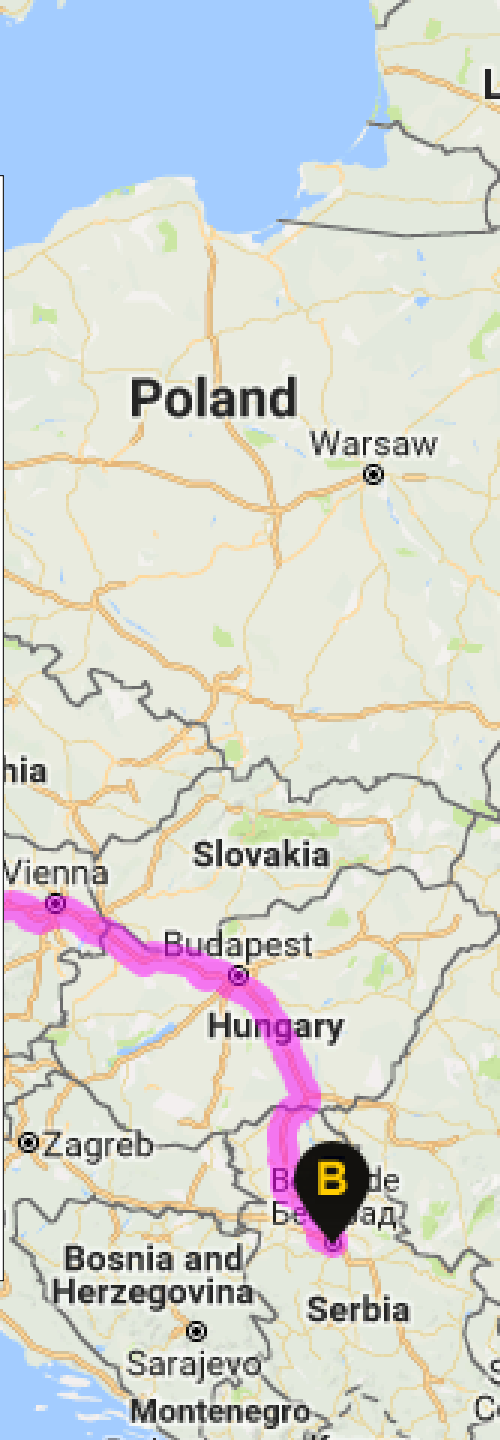 Poland
Warsaw
hia
Slovakia
Vienna
Budapest
Hungary
Zagreb
B
Bosnia and
Herzegovina
Serbia
Sarajevo
Montenegro